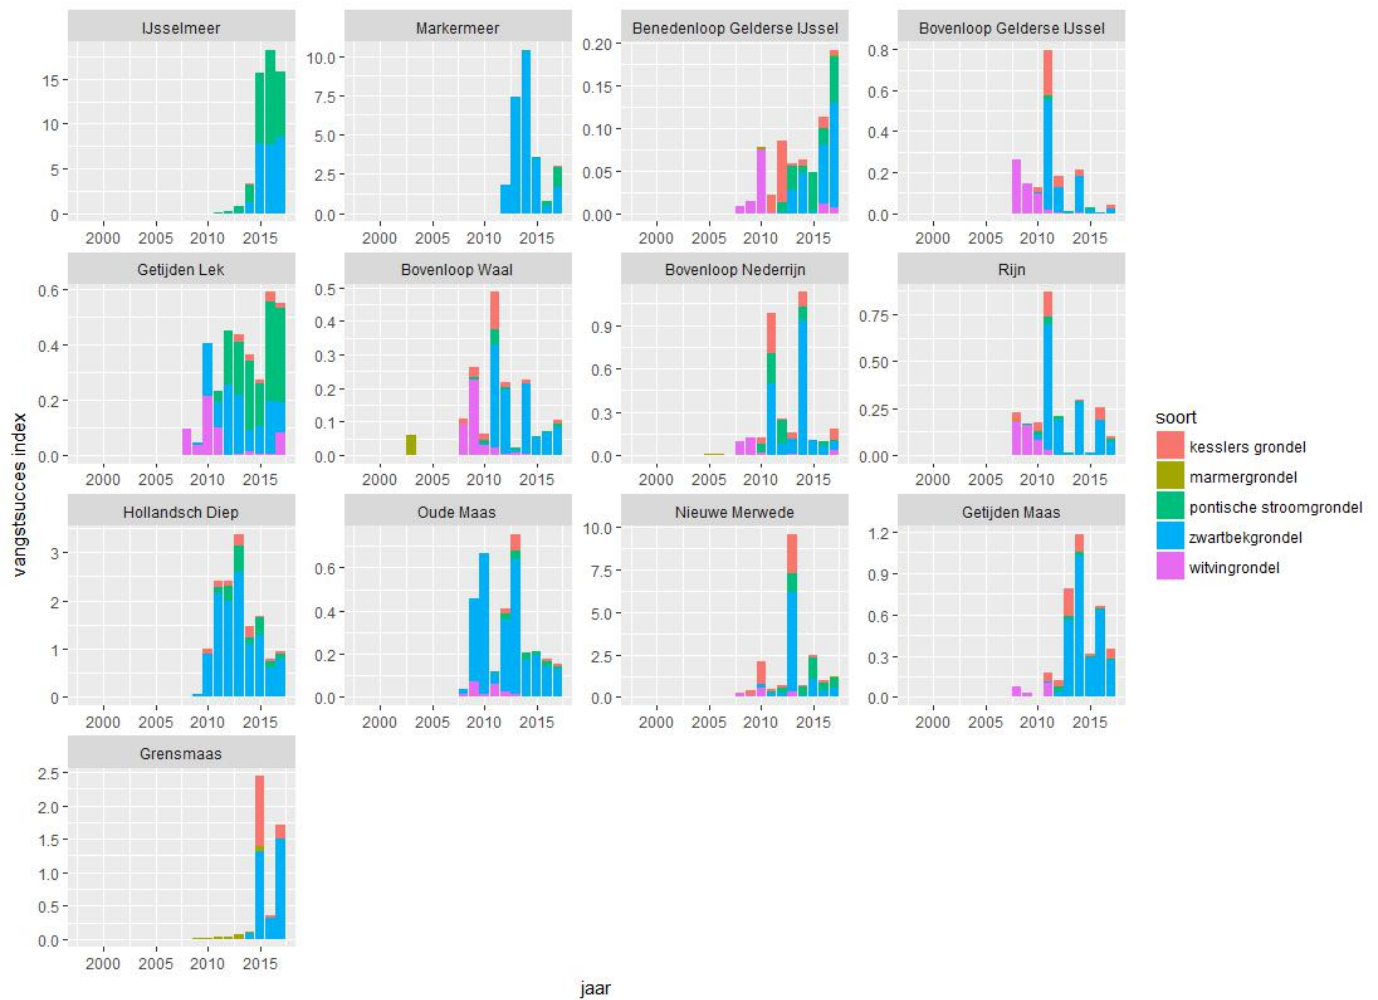 IJsselmeer
Markermeer
Benedenloop Gelderse IJssel
Bovenloop Gelderse IJssel
15
10
5
0
2000 2005 2010 2015
10.0
7.5
5.0
2.5
0.0
2000 2005 2010 2015
0.20
0.15
0.10
0.05
0.00
2000 2005 2010 2015
0.8
0.6
0.4
0.2
0.0
2000 2005 2010 2015
Getijden Lek
Bovenloop Waal
Bovenloop Nederrijn
Rijn
0.6
0.4
0.2
0.0
2000 2005 2010 2015
0.5
0.4
0.3
0.2
0.1
0.0
2000 2005 2010 2015
0.9
0.6
0.3
0.0
2000 2005 2010 2015
0.75
0.50
0.25
0.00
2000 2005 2010 2015
Hollandsch Diep
Oude Maas
Nieuwe Merwede
Getijden Maas
3
2
1
0
2000 2005 2010 2015
0.6
0.4
0.2
0.0
2000 2005 2010 2015
10.0
7.5
5.0
2.5
0.0
2000 2005 2010 2015
1.2
0.9
0.6
0.3
0.0
2000 2005 2010 2015
Grensmaas
2.5
2.0
1.5
1.0
0.5
0.0
2000 2005 2010 2015
vangstsucces index
jaar
soort
kesslers grondel
marmergrondel
pontische stroomgrondel
zwartbekgrondel
witvingrondel